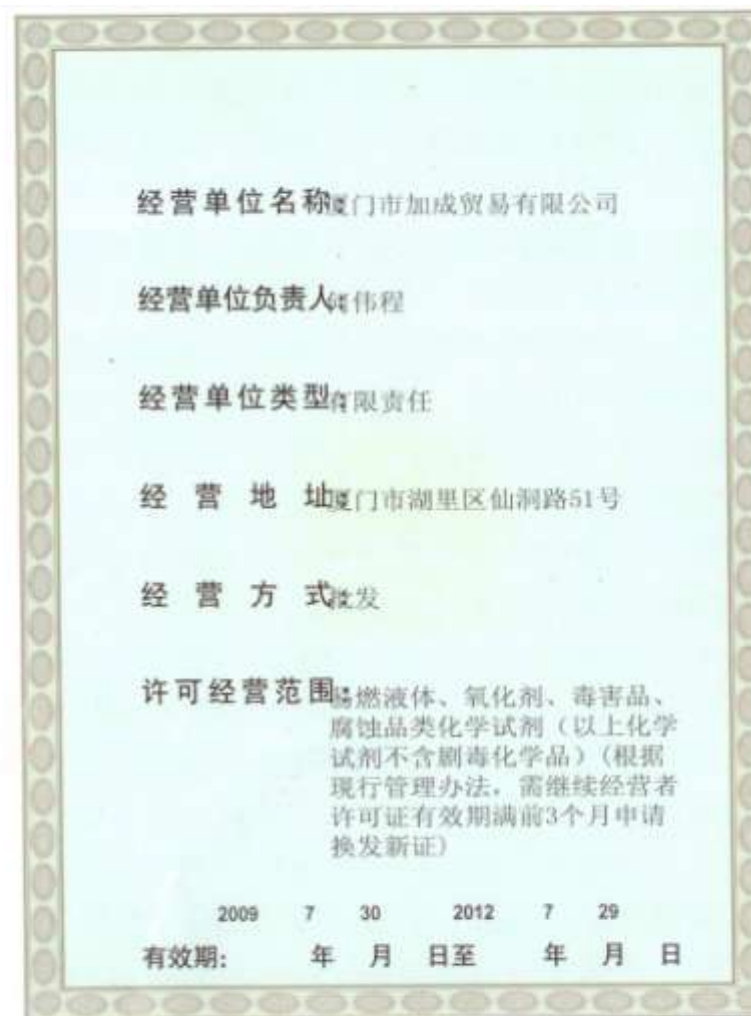 经营单位名称:厦门市加成贸易有限公司
经营单位负责人:伟程
经营单位类型:有限责任
经营地址:厦门市湖里区仙洞路51号
经营方式:批发
许可经营范围:易燃液体、氧化剂、毒害品、
腐蚀品类化学试剂(以上化学
试剂不含剧毒化学品)(根据
现行管理办法,需继续经营者
许可证有效期满前3个月申请
换发新证)
2009 7 30 2012 7 29
有效期: 年 月 日至 年 月 日